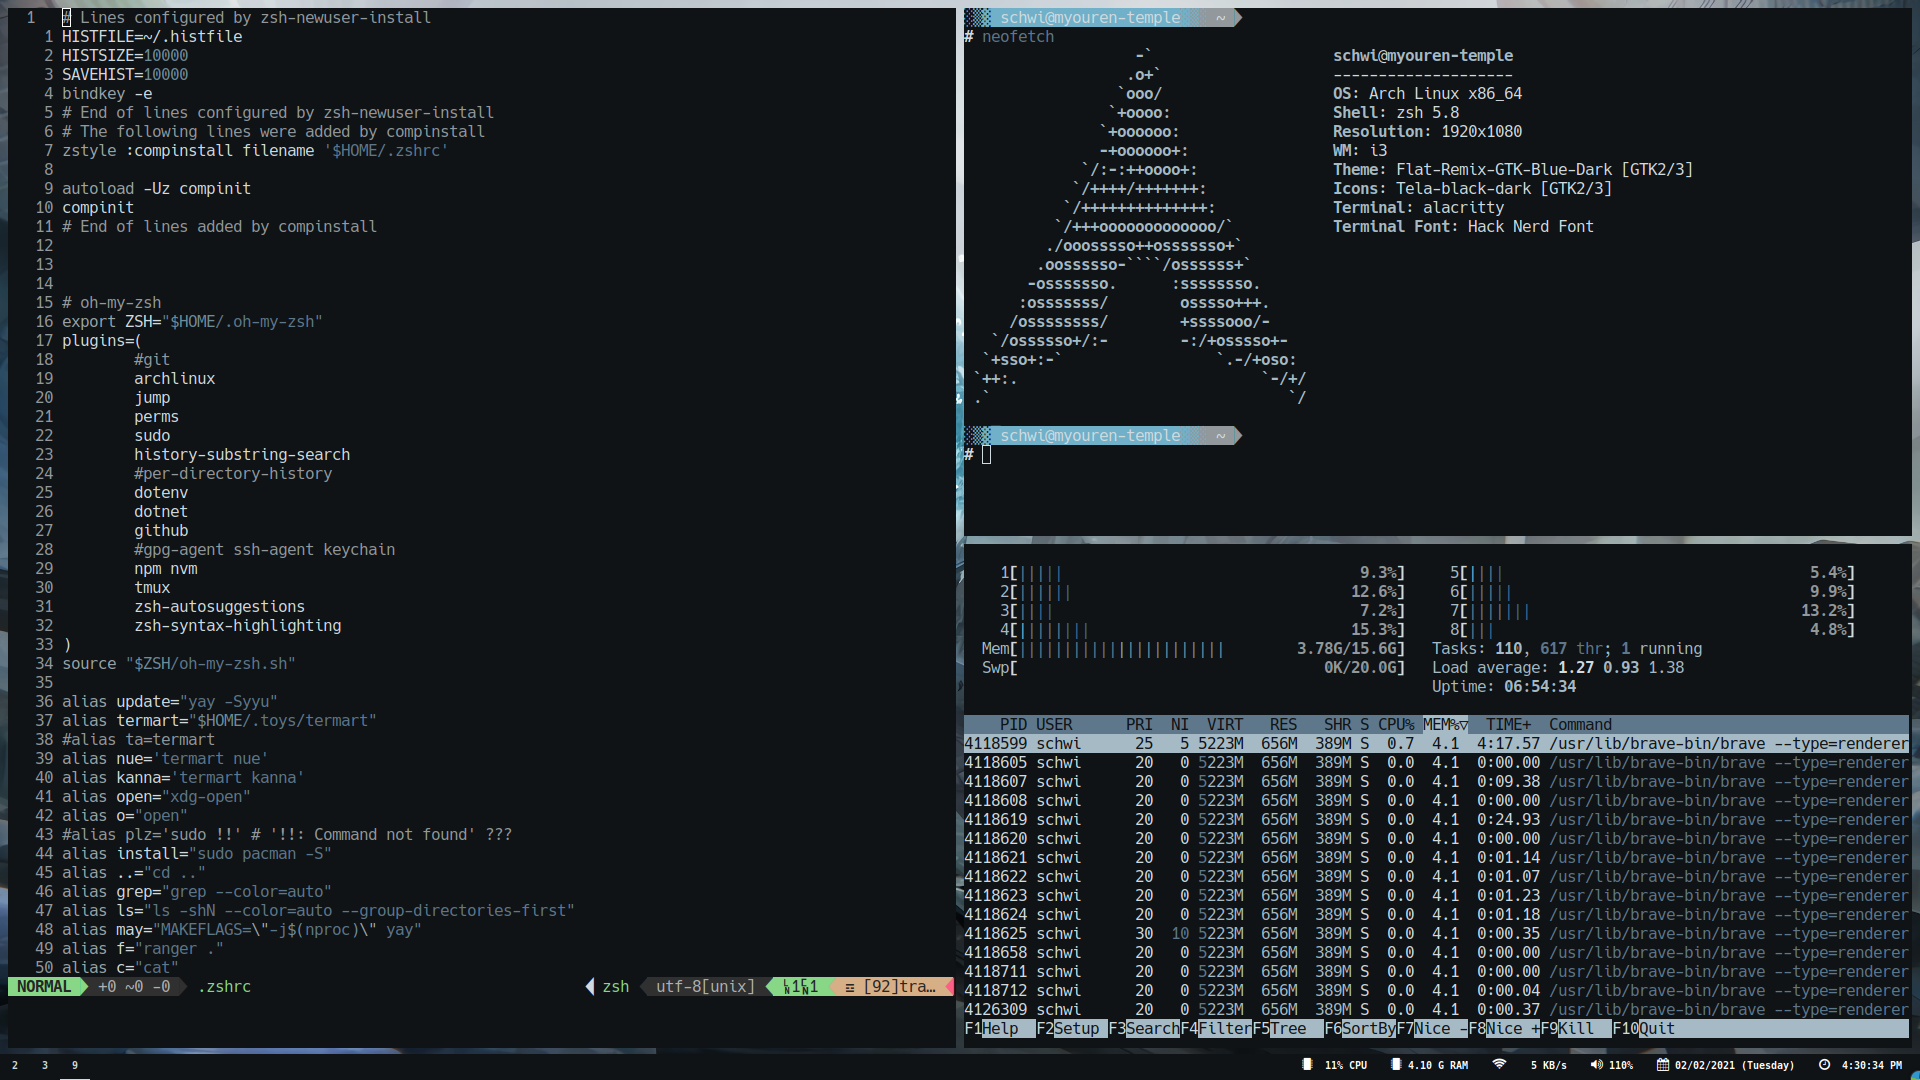 1 # Lines configured by zsh-newuser-install
1 HISTFILE=~/.histfile
2 HISTSIZE=10000
3 SAVEHIST=10000
4 bindkey -e
5 # End of lines configured by zsh-newuser-install
6 # The following lines were added by compinstall
7 zstyle :compinstall filename '$HOME/.zshrc'
8
9 autoload -Uz compinit
10 compinit
11 # End of lines added by compinstall
12
13
14
15 # oh-my-zsh
16 export ZSH="$HOME/.oh-my-zsh"
17 plugins=(
18 #git
19 archlinux
20 jump
21 perms
22 sudo
23 history-substring-search
24 #per-directory-history
25 dotenv
26 dotnet
27 github
28 #gpg-agent ssh-agent keychain
29 npm nvm
30 tmux
31 zsh-autosuggestions
32 zsh-syntax-highlighting
33 )
34 source "$ZSH/oh-my-zsh.sh"
35
36 alias update="yay -Syyu"
37 alias termart="$HOME/.toys/termart"
38 #alias ta=termart
39 alias nue='termart nue'
40 alias kanna='termart kanna'
41 alias open="xdg-open"
42 alias o="open"
43 #alias plz='sudo !!' # '!!: Command not found' ???
44 alias install="sudo pacman -S"
45 alias ..="cd .."
46 alias grep="grep --color=auto"
47 alias ls="ls -shN --color=auto --group-directories-first"
48 alias may="MAKEFLAGS=\"-j$(nproc)\" yay"
49 alias f="ranger ."
50 alias c="cat"
NORMAL +0 ~0 -0 .zshrc zsh utf-8[unix] 1 1 ☲ [92]tra…
schwi@myouren-temple ~
# neofetch
-`
.o+`
`ooo/
`+oooo:
`+oooooo:
-+oooooo+:
`/:-:++oooo+:
`/++++/+++++++:
`/++++++++++++++:
`/+++ooooooooooooo/`
./ooosssso++osssssso+`
.oossssso-````/ossssss+`
-osssssso. :ssssssso.
:osssssss/ osssso+++.
/ossssssss/ +ssssooo/-
`/ossssso+/:- -:/+osssso+-
`+sso+:-` `.-/+oso:
`++:. `-/+/
.` `/
schwi@myouren-temple
--------------------
OS: Arch Linux x86_64
Shell: zsh 5.8
Resolution: 1920x1080
WM: i3
Theme: Flat-Remix-GTK-Blue-Dark [GTK2/3]
Icons: Tela-black-dark [GTK2/3]
Terminal: alacritty
Terminal Font: Hack Nerd Font
schwi@myouren-temple ~
#
1[||||| 9.3%] 5[|||| 5.4%]
2[|||||| 12.6%] 6[||||| 9.9%]
3[|||| 7.2%] 7[||||||| 13.2%]
4[|||||||| 15.3%] 8[||| 4.8%]
Mem[||||||||||||||||||||||| 3.78G/15.6G] Tasks: 110, 617 thr; 1 running
Swp[ 0K/20.0G] Load average: 1.27 0.93 1.38
Uptime: 06:54:34
PID USER PRI NI VIRT RES SHR S CPU% MEM%▽ TIME+ Command
4118599 schwi 25 5 5223M 656M 389M S 0.7 4.1 4:17.57 /usr/lib/brave-bin/brave --type=renderer
4118605 schwi 20 0 5223M 656M 389M S 0.0 4.1 0:00.00 /usr/lib/brave-bin/brave --type=renderer
4118607 schwi 20 0 5223M 656M 389M S 0.0 4.1 0:09.38 /usr/lib/brave-bin/brave --type=renderer
4118608 schwi 20 0 5223M 656M 389M S 0.0 4.1 0:00.00 /usr/lib/brave-bin/brave --type=renderer
4118619 schwi 20 0 5223M 656M 389M S 0.0 4.1 0:24.93 /usr/lib/brave-bin/brave --type=renderer
4118620 schwi 20 0 5223M 656M 389M S 0.0 4.1 0:00.00 /usr/lib/brave-bin/brave --type=renderer
4118621 schwi 20 0 5223M 656M 389M S 0.0 4.1 0:01.14 /usr/lib/brave-bin/brave --type=renderer
4118622 schwi 20 0 5223M 656M 389M S 0.0 4.1 0:01.07 /usr/lib/brave-bin/brave --type=renderer
4118623 schwi 20 0 5223M 656M 389M S 0.0 4.1 0:01.23 /usr/lib/brave-bin/brave --type=renderer
4118624 schwi 20 0 5223M 656M 389M S 0.0 4.1 0:01.18 /usr/lib/brave-bin/brave --type=renderer
4118625 schwi 30 10 5223M 656M 389M S 0.0 4.1 0:00.35 /usr/lib/brave-bin/brave --type=renderer
4118658 schwi 20 0 5223M 656M 389M S 0.0 4.1 0:00.00 /usr/lib/brave-bin/brave --type=renderer
4118711 schwi 20 0 5223M 656M 389M S 0.0 4.1 0:00.00 /usr/lib/brave-bin/brave --type=renderer
4118712 schwi 20 0 5223M 656M 389M S 0.0 4.1 0:00.04 /usr/lib/brave-bin/brave --type=renderer
4126309 schwi 20 0 5223M 656M 389M S 0.0 4.1 0:00.37 /usr/lib/brave-bin/brave --type=renderer
F1Help F2Setup F3SearchF4FilterF5Tree F6SortByF7Nice -F8Nice +F9Kill F10Quit
2 3 9 11% CPU 4.10 G RAM 5 KB/s 110% 02/02/2021 (Tuesday) 4:30:34 PM